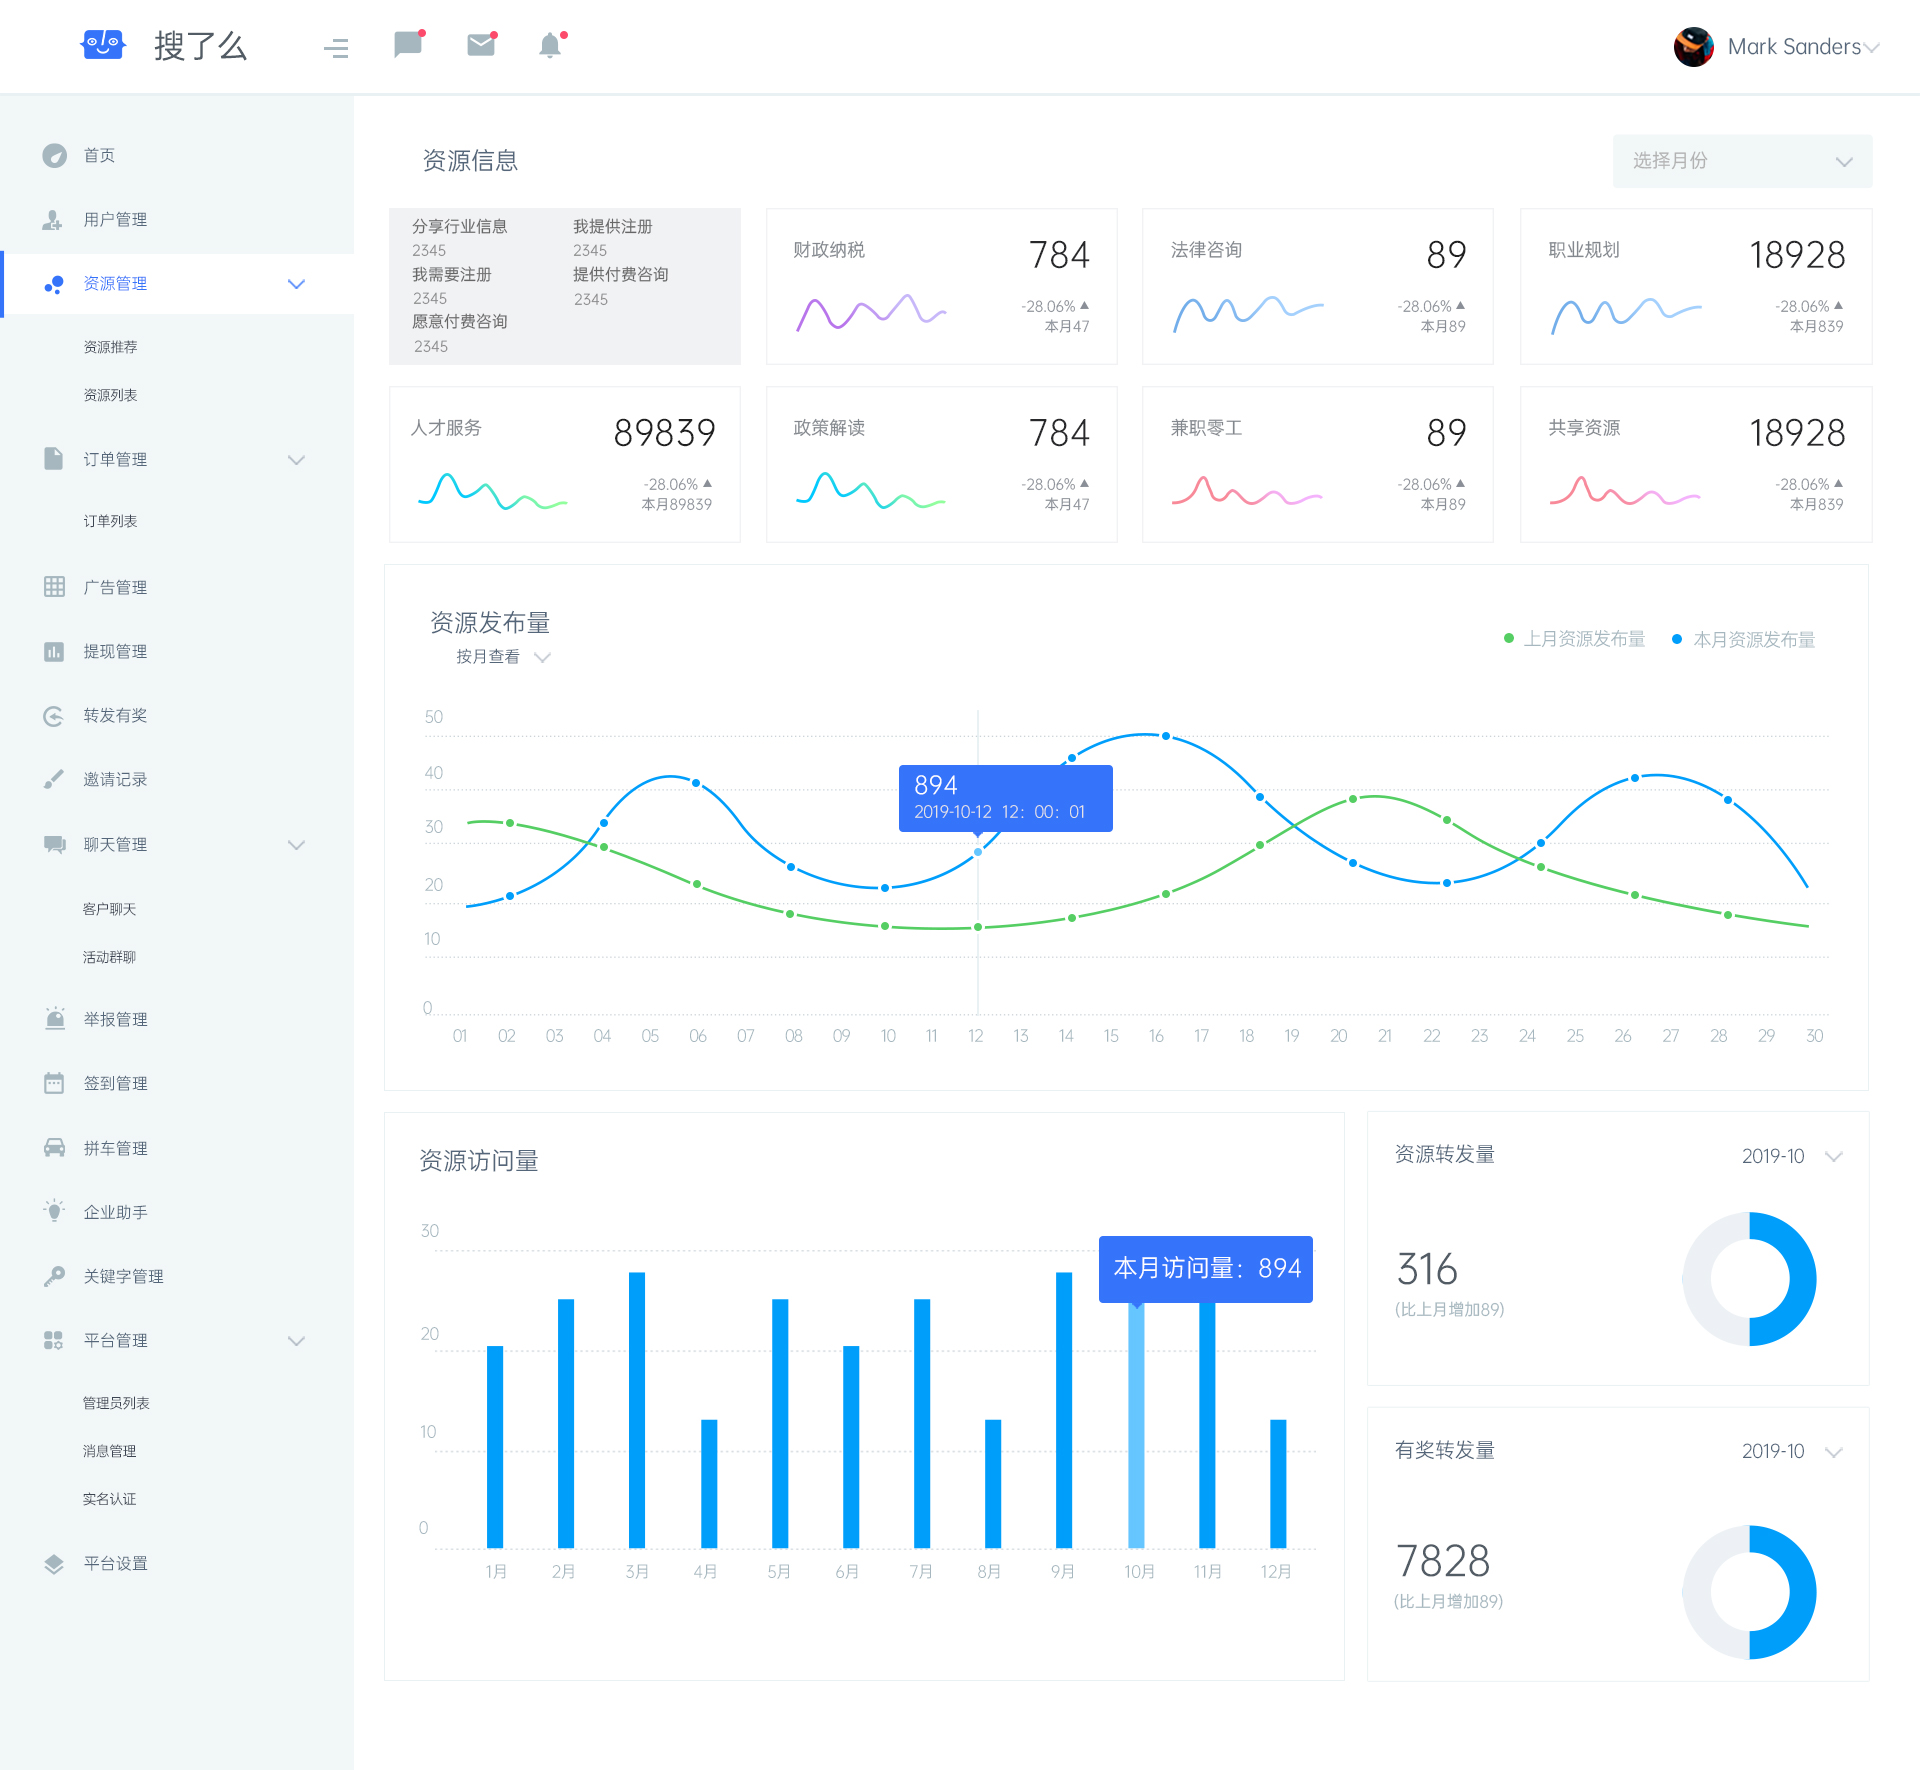 搜了么
Mark Sanders
首页
用户管理
资源管理
资源推荐
资源列表
订单管理
订单列表
广告管理
提现管理
转发有奖
邀请记录
聊天管理
客户聊天
活动群聊
举报管理
签到管理
拼车管理
企业助手
关键字管理
平台管理
管理员列表
消息管理
实名认证
平台设置
资源信息
选择月份
分享行业信息
2345
我需要注册
2345
愿意付费咨询
2345
我提供注册
2345
提供付费咨询
2345
财政纳税
784
-28.06%
本月47
法律咨询
89
-28.06%
本月89
职业规划
18928
-28.06%
本月839
人才服务
89839
-28.06%
本月89839
政策解读
784
-28.06%
本月47
兼职零工
89
-28.06%
本月89
共享资源
18928
-28.06%
本月839
资源发布量
按月查看
上月资源发布量
本月资源发布量
50
40
30
20
10
0
894
2019-10-12 12：00：01
01 02 03 04 05 06 07 08 09 10 11 12 13 14 15 16 17 18 19 20 21 22 23 24 25 26 27 28 29 30
资源访问量
30
20
10
0
本月访问量：894
1月 2月 3月 4月 5月 6月 7月 8月 9月 10月 11月 12月
资源转发量
2019-10
316
(比上月增加89)
有奖转发量
2019-10
7828
(比上月增加89)